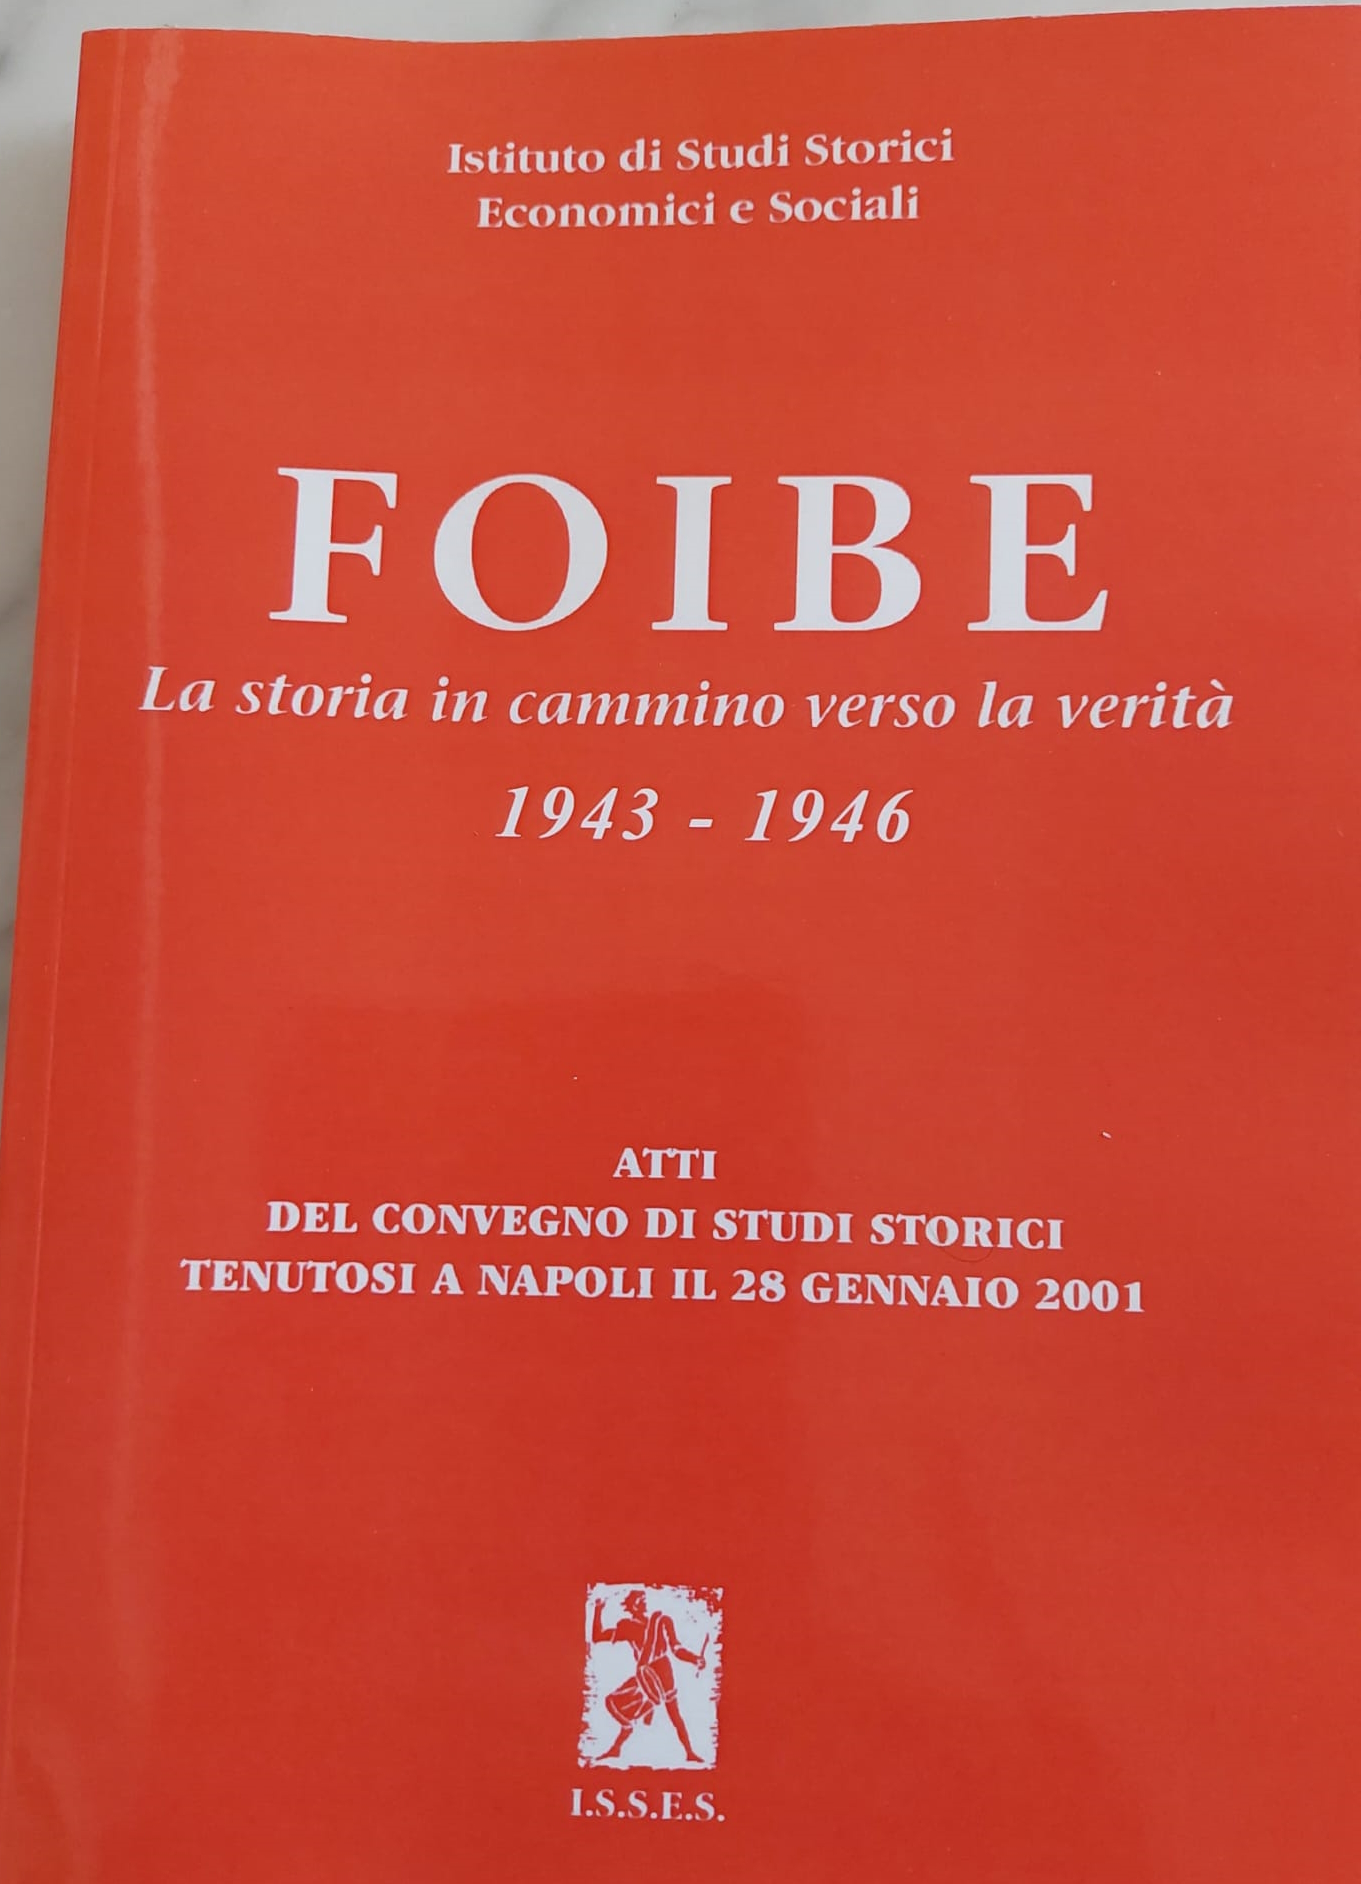 Istituto di Studi Storici
Economici e Sociali
FOIBE
La storia in cammino verso la verità
1943 - 1946
ATTI
DEL CONVEGNO DI STUDI STORICI
TENUTOSI A NAPOLI IL 28 GENNAIO 2001
I.S.S.E.S.